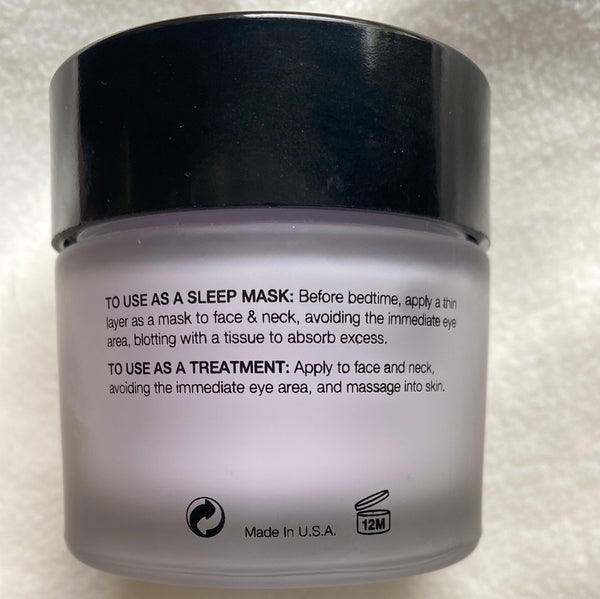 TO USE AS A SLEEP MASK: Before bedtime, apply a thin
layer as a mask to face & neck, avoiding the immediate eye
area, blotting with a tissue to absorb excess.
TO USE AS A TREATMENT: Apply to face and neck,
avoiding the immediate eye area, and massage into skin.
Made In U.S.A.
12M